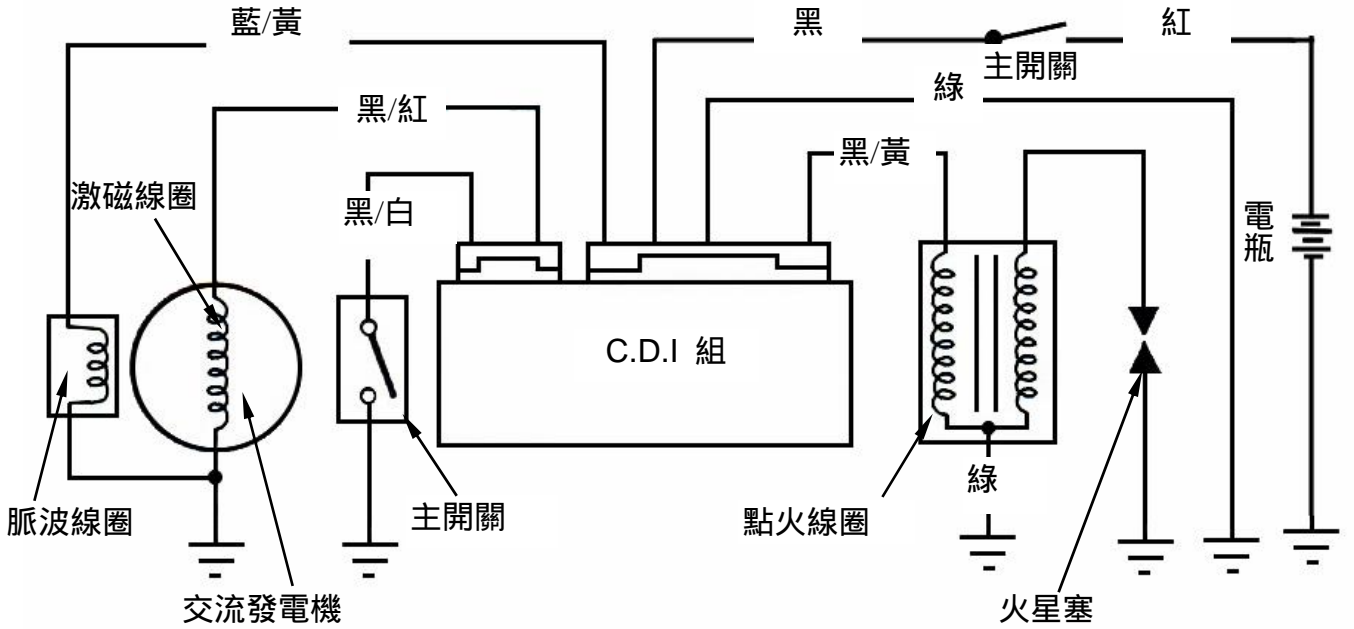 藍/黃
黑
紅
主開關
綠
黑/紅
黑/黃
激磁線圈
黑/白
電瓶
C.D.I 組
綠
脈波線圈
主開關
點火線圈
交流發電機
火星塞